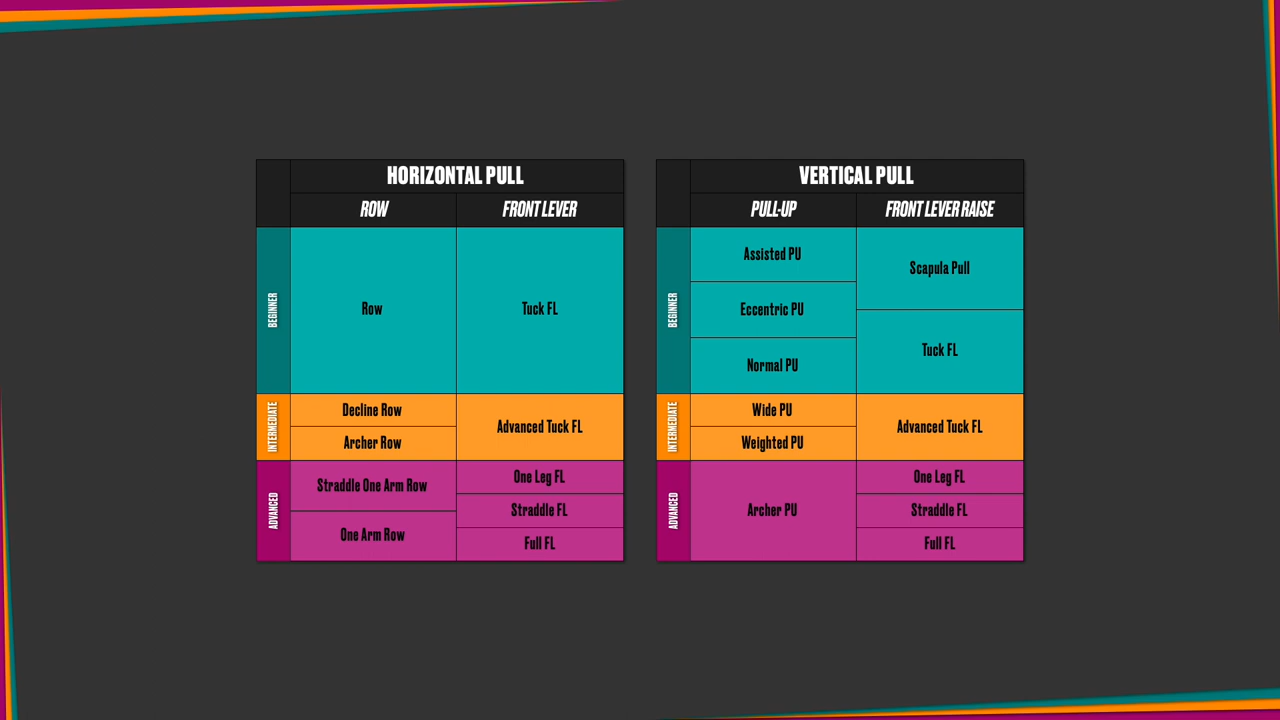 HORIZONTAL PULL
ROW
FRONT LEVER
BEGINNER
Row
Tuck FL
INTERMEDIATE
Decline Row
Archer Row
Advanced Tuck FL
ADVANCED
Straddle One Arm Row
One Arm Row
One Leg FL
Straddle FL
Full FL
VERTICAL PULL
PULL-UP
FRONT LEVER RAISE
BEGINNER
Assisted PU
Eccentric PU
Normal PU
Scapula Pull
Tuck FL
INTERMEDIATE
Wide PU
Weighted PU
Advanced Tuck FL
ADVANCED
Archer PU
One Leg FL
Straddle FL
Full FL